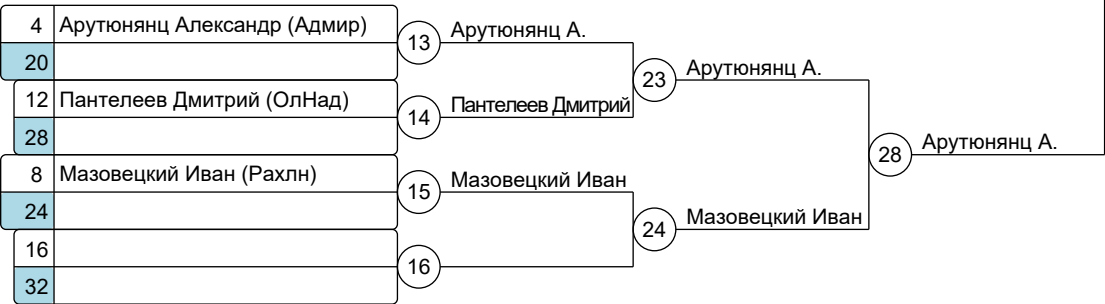 4 Арутюнянц Александр (Адмир)
20
12 Пантелеев Дмитрий (ОлНад)
28
8 Мазовецкий Иван (Рахлн)
24
16
32
13 Арутюнянц А.
14 Пантелеев Дмитрий
15 Мазовецкий Иван
16
23 Арутюнянц А.
24 Мазовецкий Иван
28 Арутюнянц А.